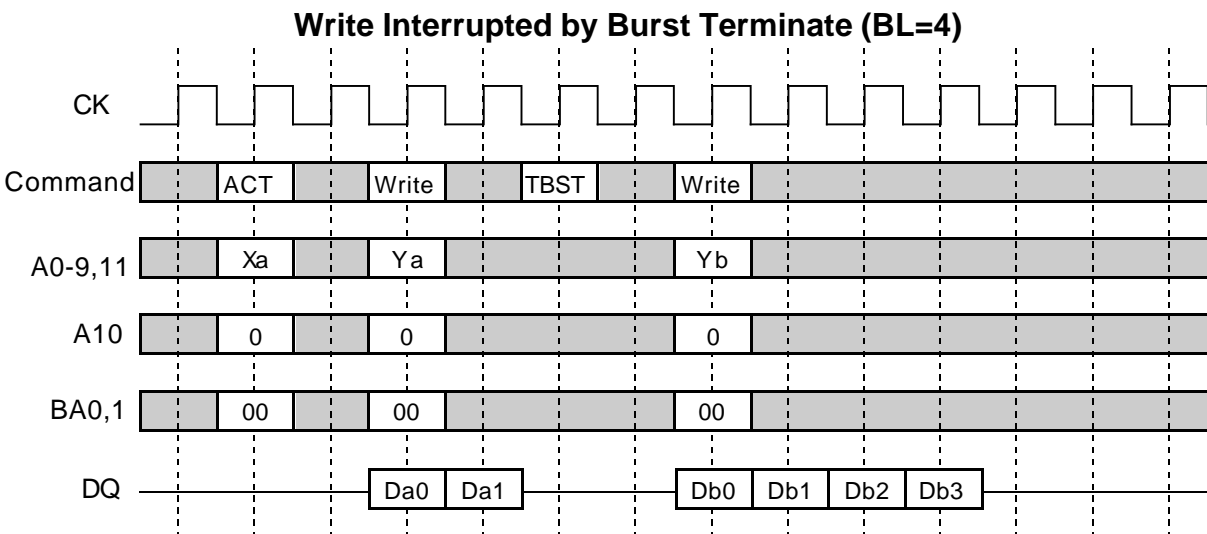 Write Interrupted by Burst Terminate (BL=4)
CK
Command ACT Write TBST Write
A0-9,11 Xa Ya Yb
A10 0 0 0
BA0,1 00 00 00
DQ Da0 Da1 Db0 Db1 Db2 Db3